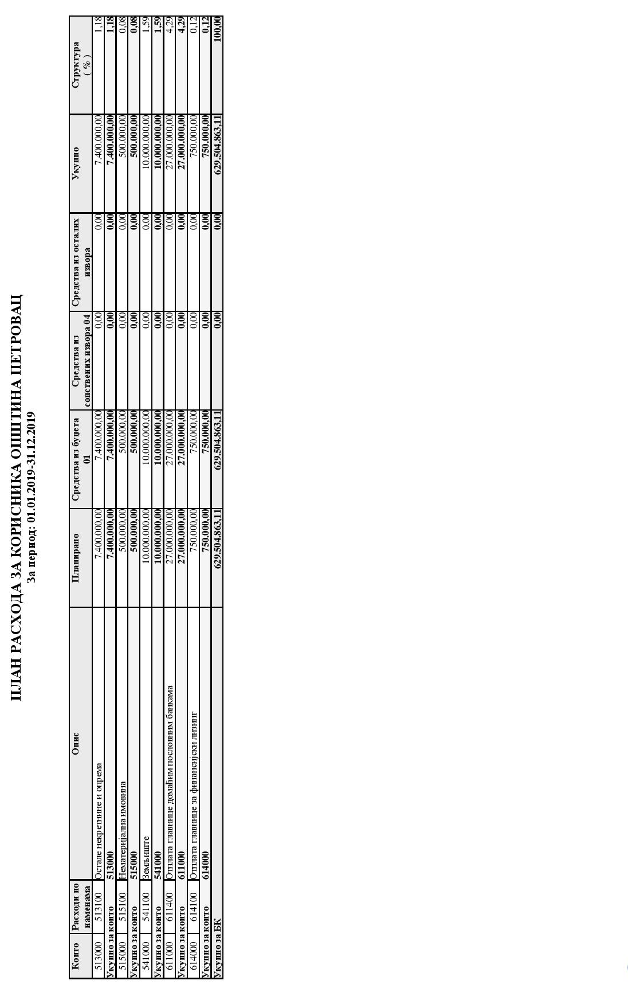 ПЛАН РАСХОДА ЗА КОРИСНИКА ОПШТИНА ПЕТРОВАЦ
За период: 01.01.2019-31.12.2019
Конто Расходи по наменама Опис Планирано Средства из буџета 01 Средства из сопствених извора 04 Средства из осталих извора Укупно Структура ( % )
513000 513100 Остале некретнине и опрема 7.400.000,00 7.400.000,00 0,00 0,00 7.400.000,00 1,18
Укупно за конто 513000 7.400.000,00 7.400.000,00 0,00 0,00 7.400.000,00 1,18
515000 515100 Нематеријална имовина 500.000,00 500.000,00 0,00 0,00 500.000,00 0,08
Укупно за конто 515000 500.000,00 500.000,00 0,00 0,00 500.000,00 0,08
541000 541100 Земљиште 10.000.000,00 10.000.000,00 0,00 0,00 10.000.000,00 1,59
Укупно за конто 541000 10.000.000,00 10.000.000,00 0,00 0,00 10.000.000,00 1,59
611000 611400 Отплата главнице домаћим пословним банкама 27.000.000,00 27.000.000,00 0,00 0,00 27.000.000,00 4,29
Укупно за конто 611000 27.000.000,00 27.000.000,00 0,00 0,00 27.000.000,00 4,29
614000 614100 Отплата главнице за финансијски лизинг 750.000,00 750.000,00 0,00 0,00 750.000,00 0,12
Укупно за конто 614000 750.000,00 750.000,00 0,00 0,00 750.000,00 0,12
Укупно за БК 629.504.863,11 629.504.863,11 0,00 0,00 629.504.863,11 100,00